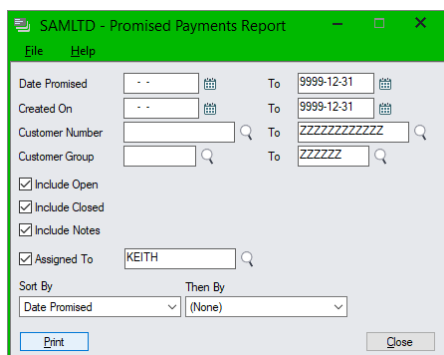 SAMLTD - Promised Payments Report
File Help
Date Promised - - To 9999-12-31
Created On - - To 9999-12-31
Customer Number To ZZZZZZZZZZZZ
Customer Group To ZZZZZZ
Include Open
Include Closed
Include Notes
Assigned To KEITH
Sort By Then By
Date Promised (None)
Print Close